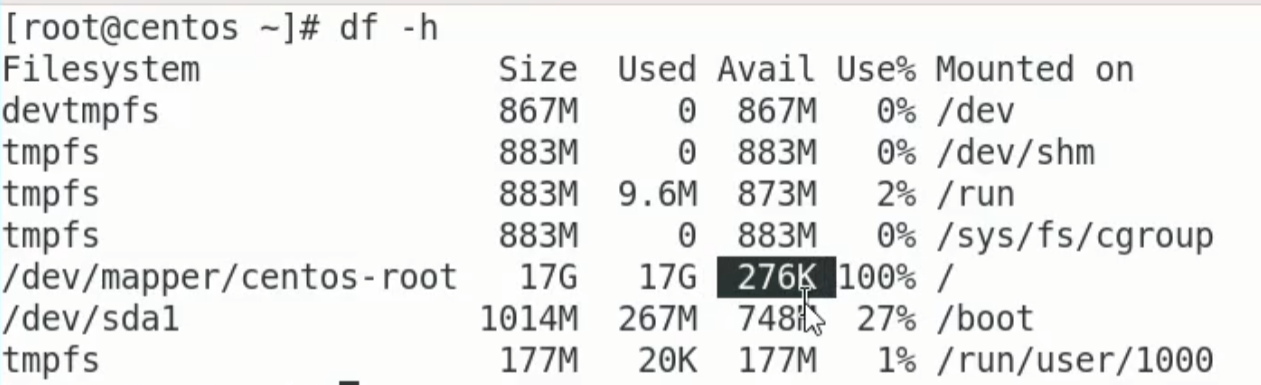 [root@centos ~]# df -h
Filesystem               Size  Used Avail Use% Mounted on
devtmpfs                 867M     0  867M   0% /dev
tmpfs                    883M     0  883M   0% /dev/shm
tmpfs                    883M  9.6M  873M   2% /run
tmpfs                    883M     0  883M   0% /sys/fs/cgroup
/dev/mapper/centos-root   17G   17G  276K 100% /
/dev/sda1               1014M  267M  748M  27% /boot
tmpfs                    177M   20K  177M   1% /run/user/1000